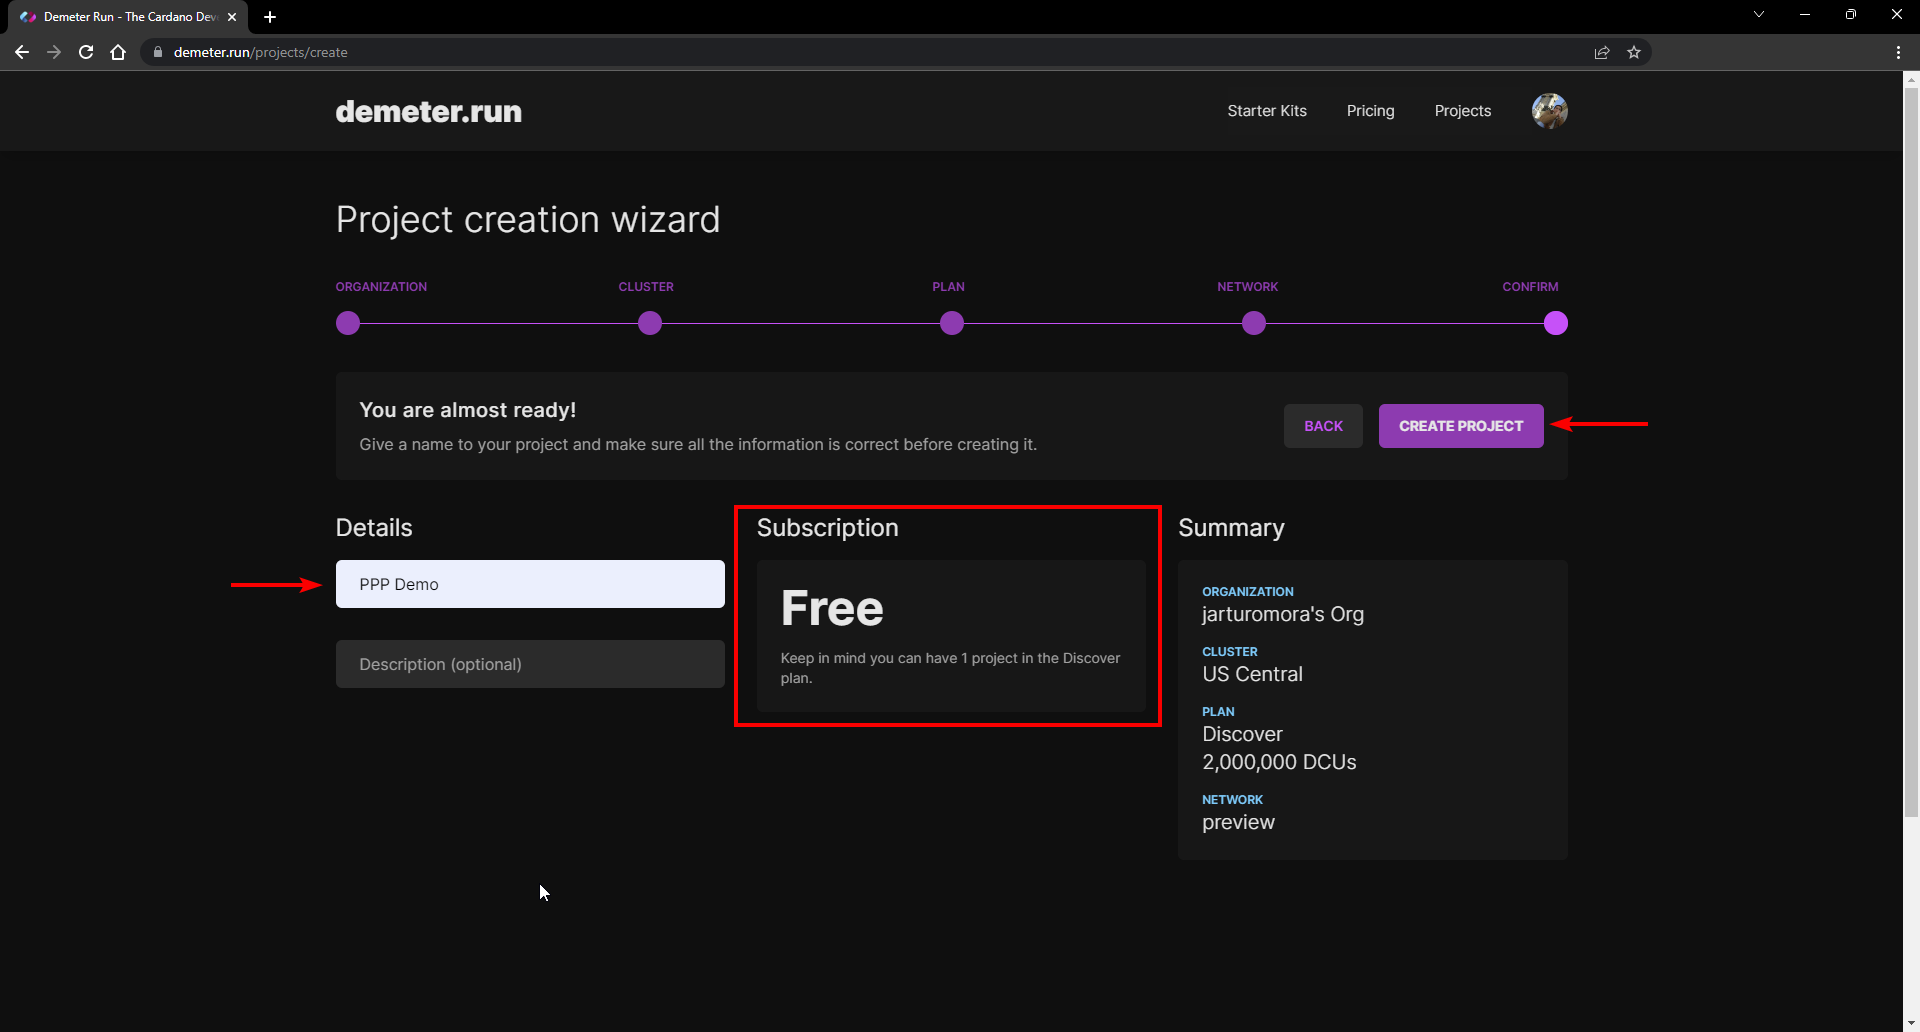 Demeter Run - The Cardano Dev
demeter.run/projects/create
demeter.run
Starter Kits
Pricing
Projects
Project creation wizard
ORGANIZATION
CLUSTER
PLAN
NETWORK
CONFIRM
You are almost ready!
Give a name to your project and make sure all the information is correct before creating it.
BACK
CREATE PROJECT
Details
PPP Demo
Description (optional)
Subscription
Free
Keep in mind you can have 1 project in the Discover
plan.
Summary
ORGANIZATION
jarturomora's Org
CLUSTER
US Central
PLAN
Discover
2,000,000 DCUs
NETWORK
preview